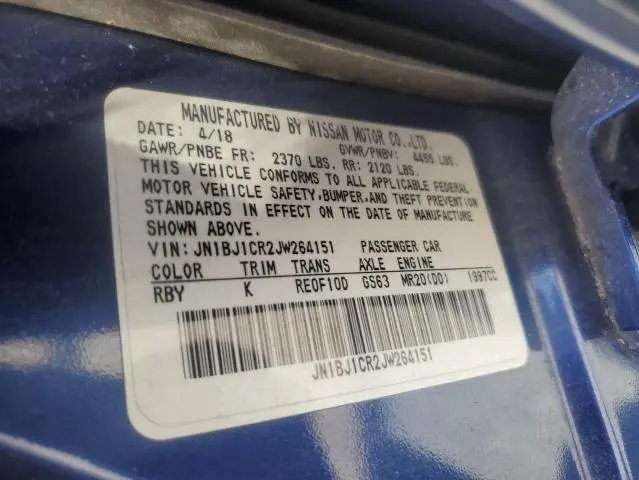 MANUFACTURED BY NISSAN MOTOR CO.,LTD.
DATE: 4/18 GVWR/PNBV: 4455 LBS.
GAWR/PNBE FR: 2370 LBS. RR: 2120 LBS.
THIS VEHICLE CONFORMS TO ALL APPLICABLE FEDERAL
MOTOR VEHICLE SAFETY,BUMPER,AND THEFT PREVENTION
STANDARDS IN EFFECT ON THE DATE OF MANUFACTURE
SHOWN ABOVE.
VIN: JN1BJ1CR2JW264151 PASSENGER CAR
COLOR TRIM TRANS AXLE ENGINE
RBY K RE0F10D GS63 MR20(DD) 1997CC
JN1BJ1CR2JW264151